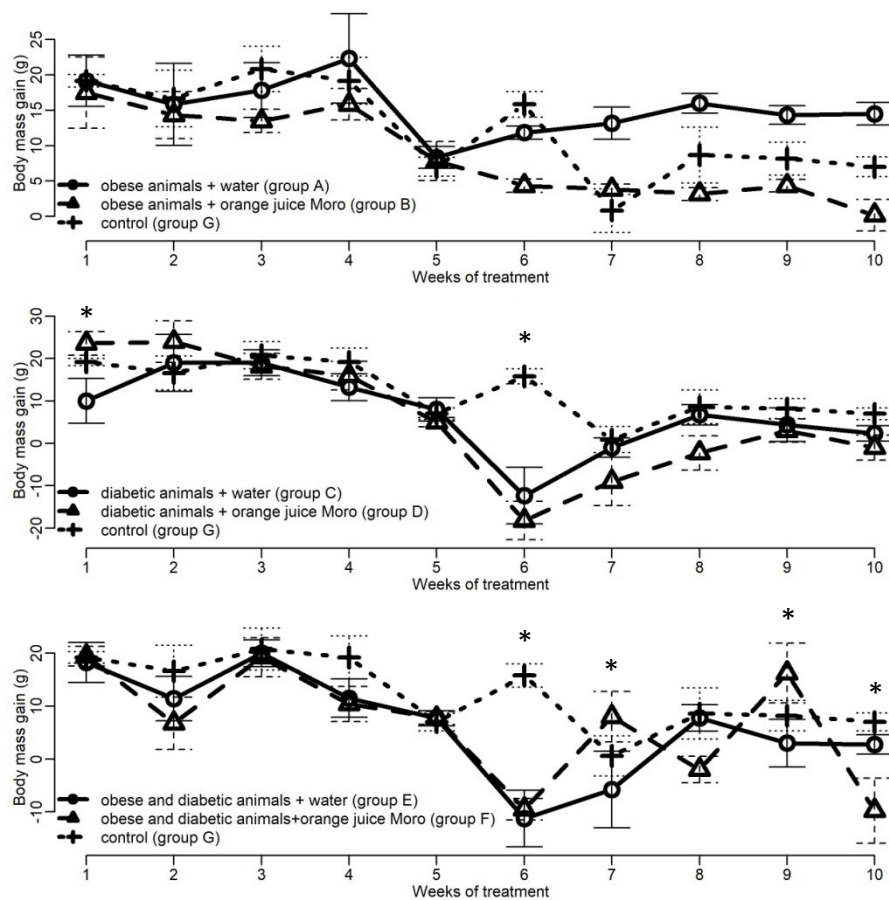 Body mass gain (g)
25
20
15
10
5
0
obese animals + water (group A)
obese animals + orange juice Moro (group B)
control (group G)
1 2 3 4 5 6 7 8 9 10
Weeks of treatment
Body mass gain (g)
30
20
10
0
-10
-20
* *
diabetic animals + water (group C)
diabetic animals + orange juice Moro (group D)
control (group G)
1 2 3 4 5 6 7 8 9 10
Weeks of treatment
Body mass gain (g)
20
10
0
-10
* * * *
obese and diabetic animals + water (group E)
obese and diabetic animals+orange juice Moro (group F)
control (group G)
1 2 3 4 5 6 7 8 9 10
Weeks of treatment